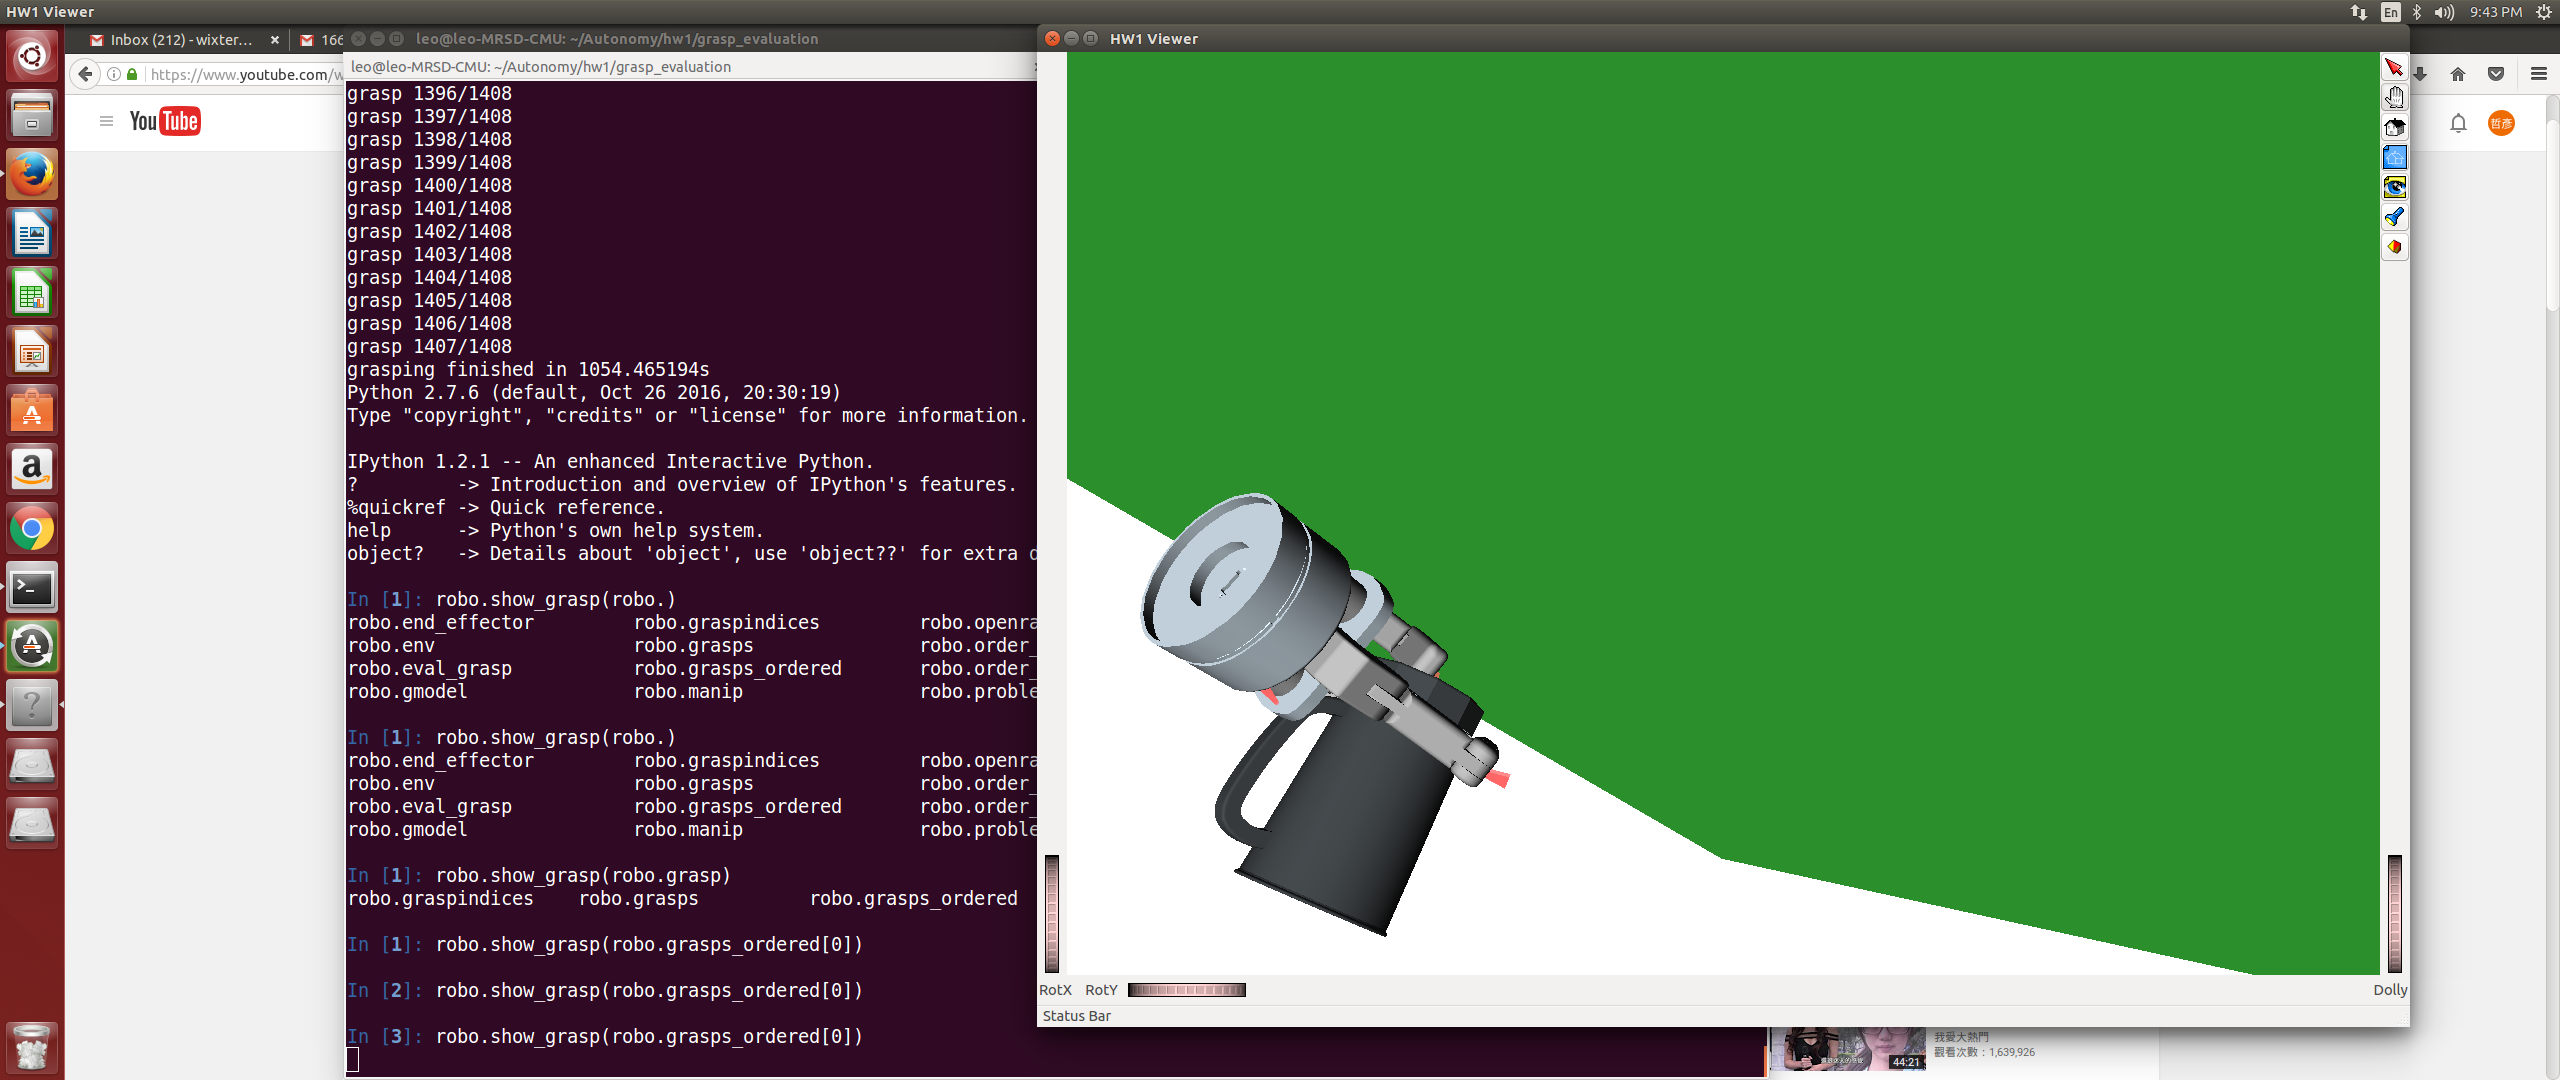 HW1 Viewer
En
9:43 PM
Inbox (212) - wixter…
166
https://www.youtube.com/w
YouTube
哲彥
leo@leo-MRSD-CMU: ~/Autonomy/hw1/grasp_evaluation
leo@leo-MRSD-CMU: ~/Autonomy/hw1/grasp_evaluation
grasp 1396/1408
grasp 1397/1408
grasp 1398/1408
grasp 1399/1408
grasp 1400/1408
grasp 1401/1408
grasp 1402/1408
grasp 1403/1408
grasp 1404/1408
grasp 1405/1408
grasp 1406/1408
grasp 1407/1408
grasping finished in 1054.465194s
Python 2.7.6 (default, Oct 26 2016, 20:30:19)
Type "copyright", "credits" or "license" for more information.
IPython 1.2.1 -- An enhanced Interactive Python.
?         -> Introduction and overview of IPython's features.
%quickref -> Quick reference.
help      -> Python's own help system.
object?   -> Details about 'object', use 'object??' for extra d
In [1]: robo.show_grasp(robo.)
robo.end_effector robo.graspindices robo.openra
robo.env robo.grasps robo.order_
robo.eval_grasp robo.grasps_ordered robo.order_
robo.gmodel robo.manip robo.proble
In [1]: robo.show_grasp(robo.)
robo.end_effector robo.graspindices robo.openra
robo.env robo.grasps robo.order_
robo.eval_grasp robo.grasps_ordered robo.order_
robo.gmodel robo.manip robo.proble
In [1]: robo.show_grasp(robo.grasp)
robo.graspindices robo.grasps robo.grasps_ordered
In [1]: robo.show_grasp(robo.grasps_ordered[0])
In [2]: robo.show_grasp(robo.grasps_ordered[0])
In [3]: robo.show_grasp(robo.grasps_ordered[0])
HW1 Viewer
RotX RotY
Dolly
Status Bar
44:21
我愛大熱門
觀看次數：1,639,926